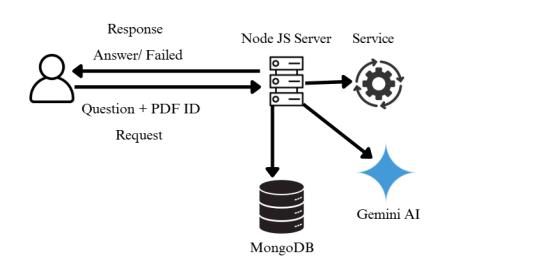 Response
Answer/ Failed
Node JS Server
Service
Question + PDF ID
Request
Gemini AI
MongoDB